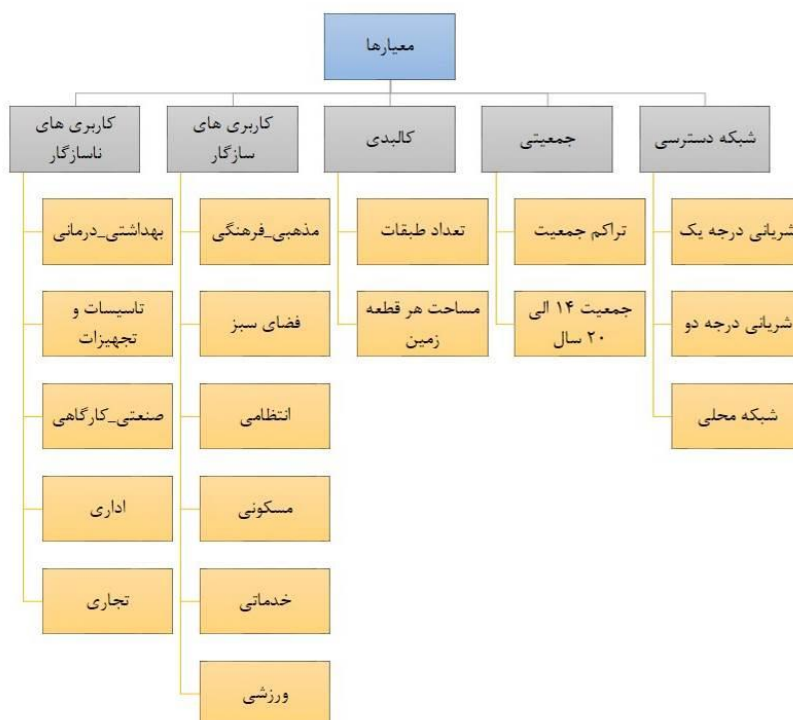 معیارها
شبکه دسترسی
شریانی درجه یک
شریانی درجه دو
شبکه محلی
جمعیتی
تراکم جمعیت
جمعیت ۱۴ الی
۲۰ سال
کالبدی
تعداد طبقات
مساحت هر قطعه
زمین
کاربری های
سازگار
مذهبی_فرهنگی
فضای سبز
انتظامی
مسکونی
خدماتی
ورزشی
کاربری های
ناسازگار
بهداشتی_درمانی
تاسیسات و
تجهیزات
صنعتی_کارگاهی
اداری
تجاری